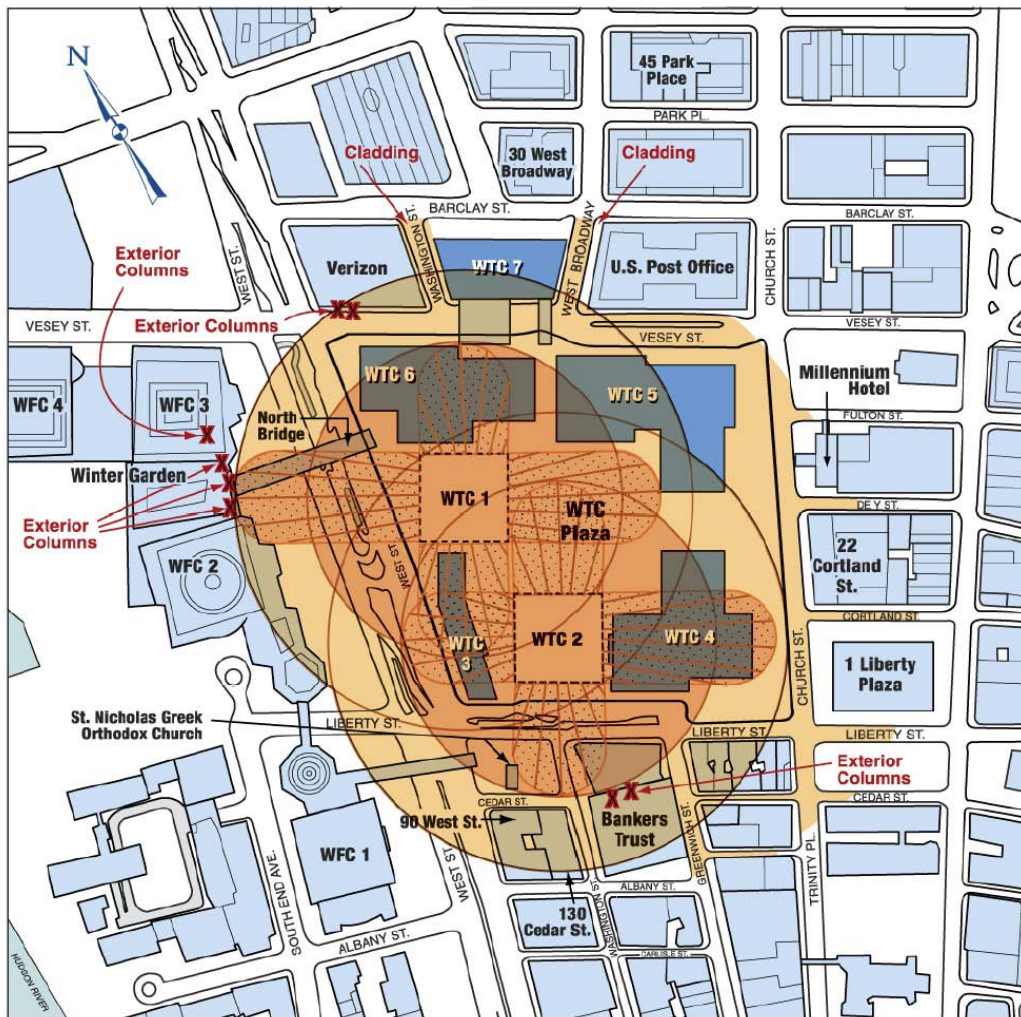 N
45 Park
Place
PARK PL.
Cladding
30 West
Broadway
Cladding
WASHINGTON ST.
BARCLAY ST.
WEST BROADWAY
BARCLAY ST.
Exterior
Columns
WEST ST.
Verizon
WTC 7
U.S. Post Office
CHURCH ST.
VESEY ST.
Exterior Columns
X X
VESEY ST.
VESEY ST.
WTC 6
WTC 5
Millennium
Hotel
WFC 4
WFC 3
X
North
Bridge
FULTON ST.
Winter Garden
X
X
X
Exterior
Columns
WTC 1
WTC
Plaza
DEY ST.
WFC 2
WEST ST.
22
Cortland
St.
CORTLAND ST.
WTC
3
WTC 2
WTC 4
CHURCH ST.
1 Liberty
Plaza
St. Nicholas Greek
Orthodox Church
LIBERTY ST.
LIBERTY ST.
LIBERTY ST.
Exterior
Columns
X X
CEDAR ST.
CEDAR ST.
90 West St.
Bankers
Trust
GREENWICH ST.
WFC 1
WEST ST.
SOUTH END AVE.
ALBANY ST.
TRINITY PL.
130
Cedar St.
WASHINGTON ST.
ALBANY ST.
CARLISLE ST.
HUDSON RIVER